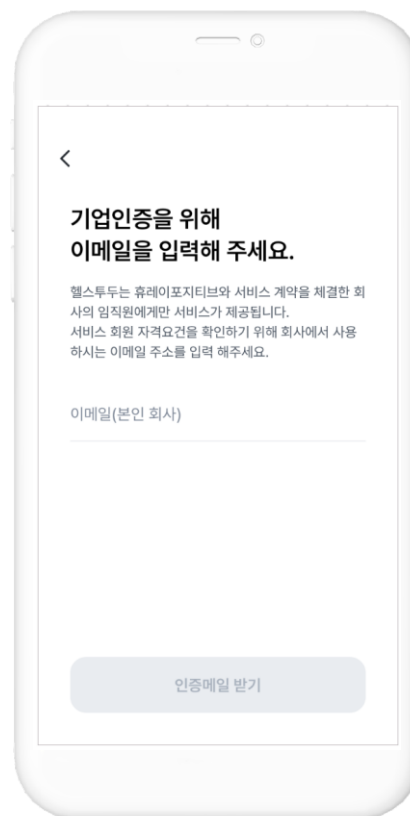 기업인증을 위해
이메일을 입력해 주세요.
헬스투두는 휴레이포지티브와 서비스 계약을 체결한 회
사의 임직원에게만 서비스가 제공됩니다.
서비스 회원 자격요건을 확인하기 위해 회사에서 사용
하시는 이메일 주소를 입력 해주세요.
이메일(본인 회사)
인증메일 받기